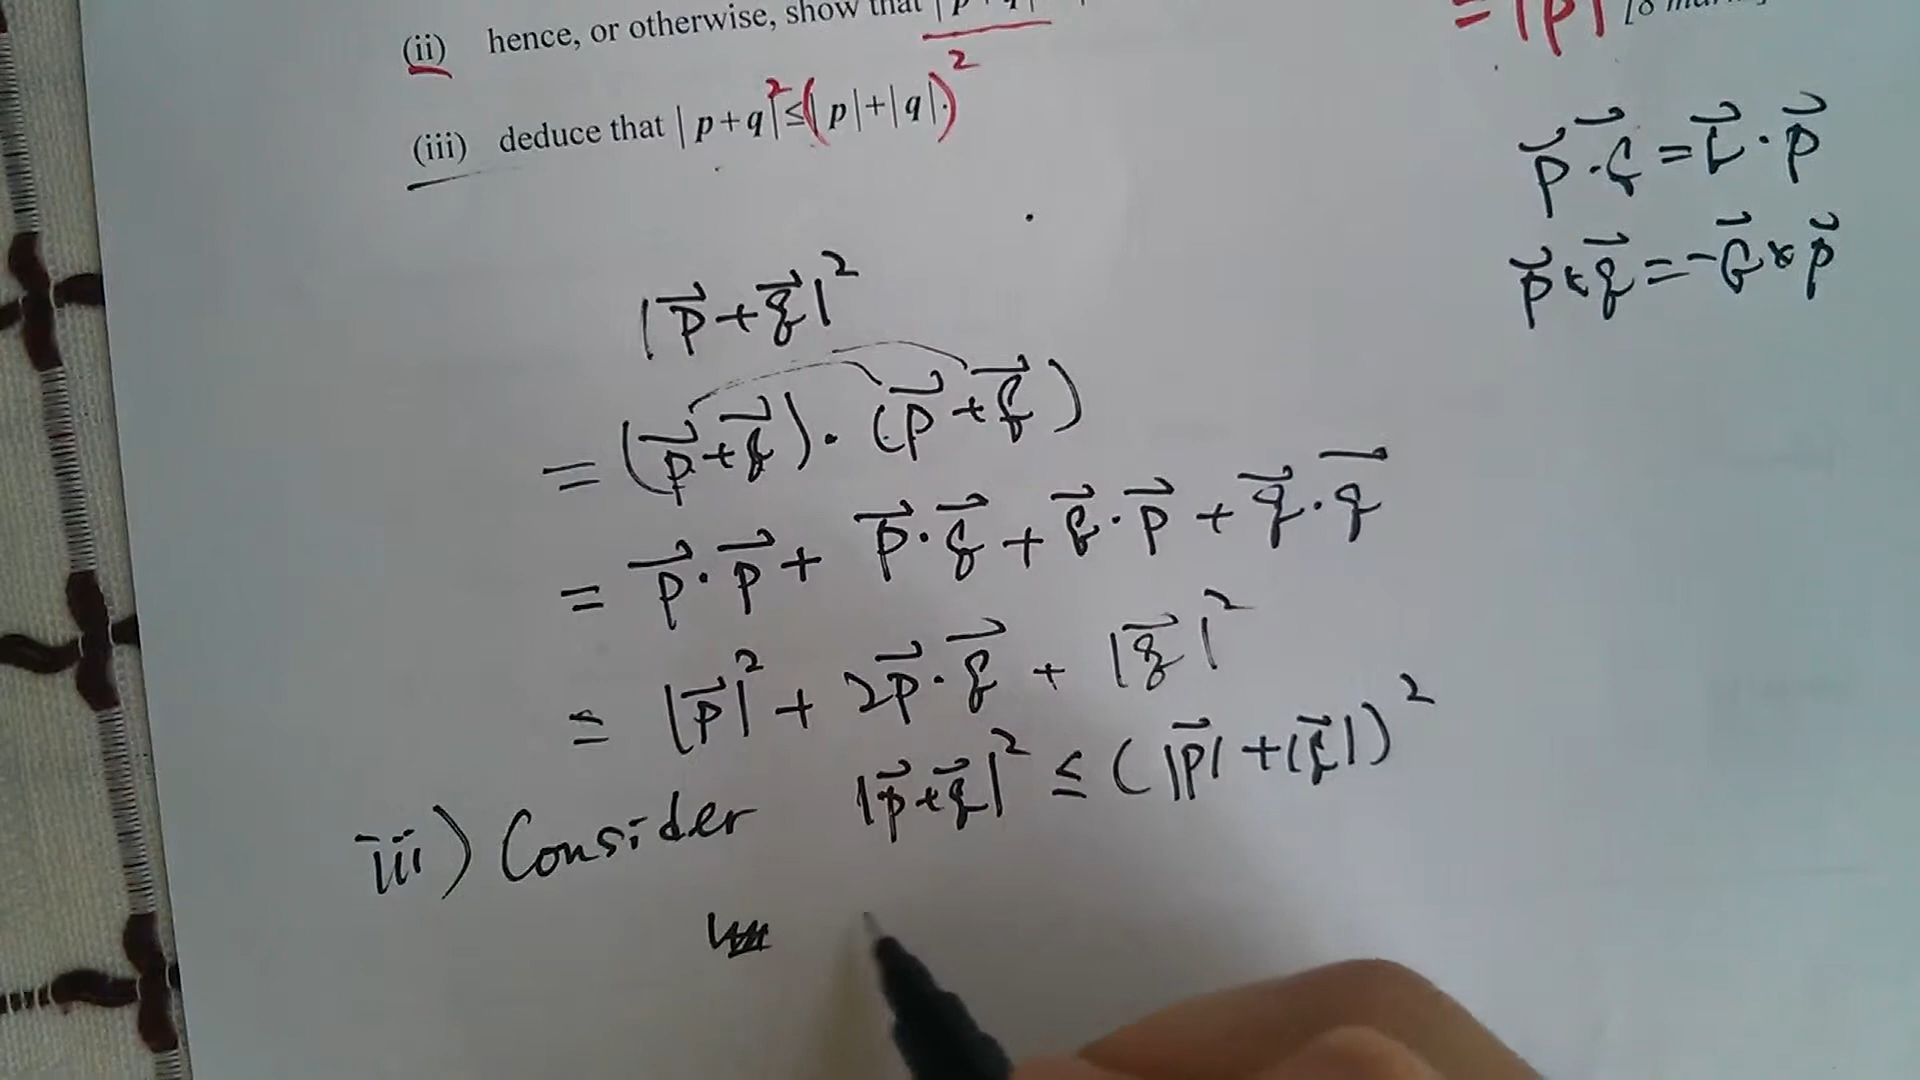 (ii) hence, or otherwise, show that | p + q |
= |p| [8
2
(iii) deduce that | p + q |² ≤ (| p | + | q |.)
p⃗ · q⃗ = q⃗ · p⃗
p⃗ × q⃗ = -q⃗ × p⃗
|p⃗ + q⃗|²
= (p⃗ + q⃗) · (p⃗ + q⃗)
= p⃗ · p⃗ + p⃗ · q⃗ + q⃗ · p⃗ + q⃗ · q⃗
= |p⃗|² + 2p⃗ · q⃗ + |q⃗|²
iii) Consider |p⃗ + q⃗|² ≤ (|p⃗| + |q⃗|)²